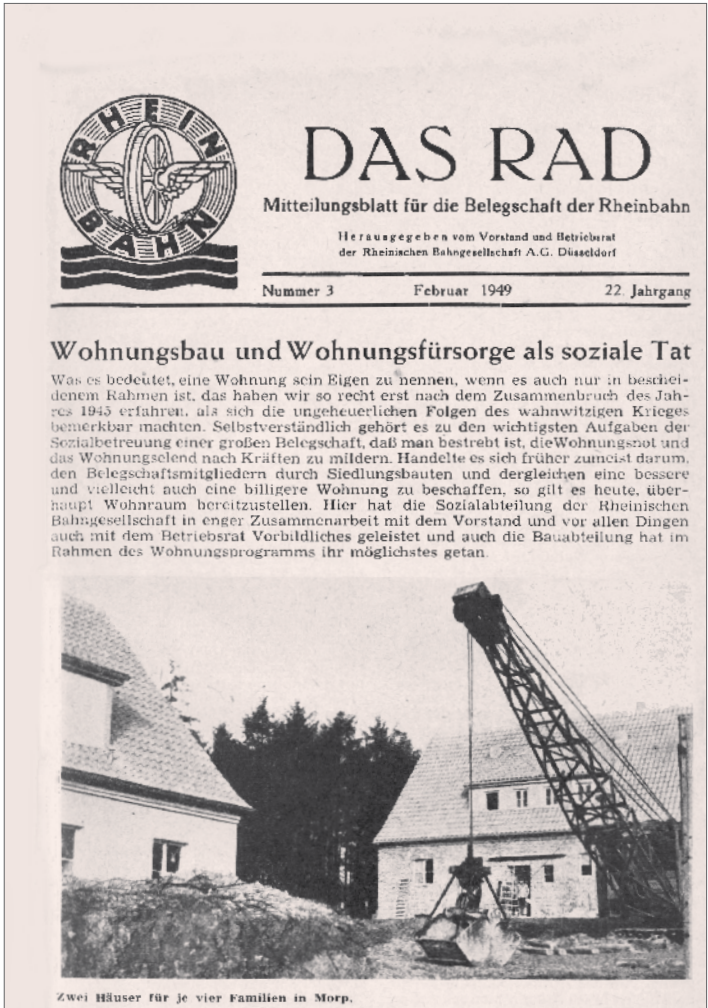 RHEIN
BAHN
DAS RAD
Mitteilungsblatt für die Belegschaft der Rheinbahn
Herausgegeben vom Vorstand und Betriebsrat
der Rheinischen Bahngesellschaft A.G. Düsseldorf
Nummer 3 Februar 1949 22. Jahrgang
Wohnungsbau und Wohnungsfürsorge als soziale Tat
Was es bedeutet, eine Wohnung sein Eigen zu nennen, wenn es auch nur in beschei-
denem Rahmen ist, das haben wir so recht erst nach dem Zusammenbruch des Jah-
res 1945 erfahren, als sich die ungeheuerlichen Folgen des wahnwitzigen Krieges
bemerkbar machten. Selbstverständlich gehört es zu den wichtigsten Aufgaben der
Sozialbetreuung einer großen Belegschaft, daß man bestrebt ist, die Wohnungsnot und
das Wohnungselend nach Kräften zu mildern. Handelte es sich früher zumeist darum,
den Belegschaftsmitgliedern durch Siedlungsbauten und dergleichen eine bessere
und vielleicht auch eine billigere Wohnung zu beschaffen, so gilt es heute, über-
haupt Wohnraum bereitzustellen. Hier hat die Sozialabteilung der Rheinischen
Bahngesellschaft in enger Zusammenarbeit mit dem Vorstand und vor allen Dingen
auch mit dem Betriebsrat Vorbildliches geleistet und auch die Bauabteilung hat im
Rahmen des Wohnungsprogramms ihr möglichstes getan.
Zwei Häuser für je vier Familien in Morp.